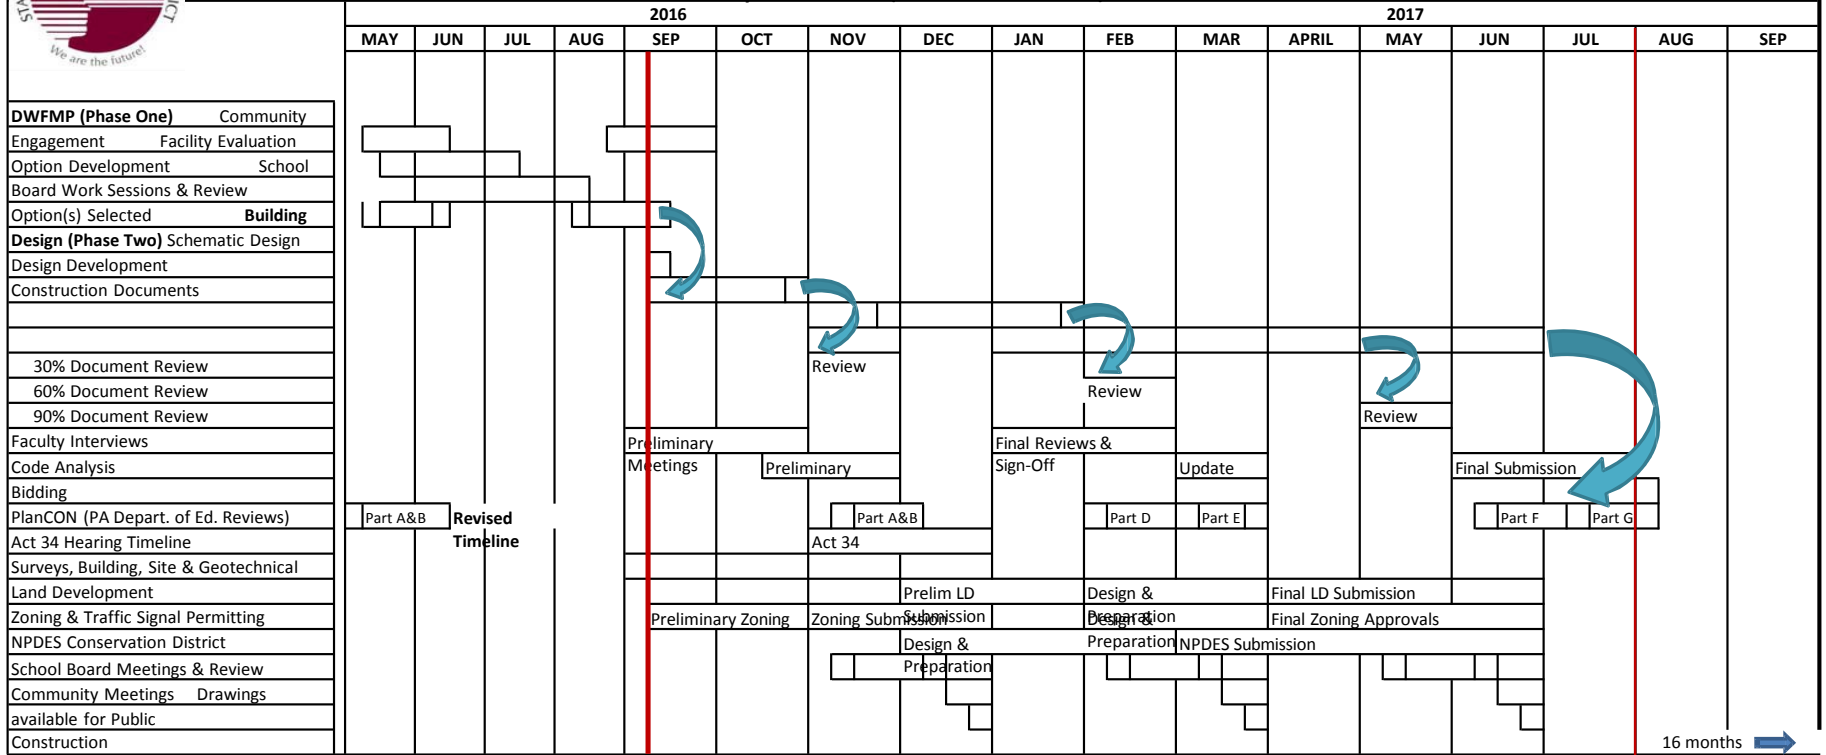 We are the future!
2016 2017
MAY JUN JUL AUG SEP OCT NOV DEC JAN FEB MAR APRIL MAY JUN JUL AUG SEP
DWFMP (Phase One) Community
Engagement Facility Evaluation
Option Development School
Board Work Sessions & Review
Option(s) Selected Building
Design (Phase Two) Schematic Design
Design Development
Construction Documents
30% Document Review Review
60% Document Review Review
90% Document Review Review
Faculty Interviews Preliminary Final Reviews &
Meetings Sign-Off
Code Analysis Preliminary Update Final Submission
Bidding
PlanCON (PA Depart. of Ed. Reviews) Part A&B Revised Part A&B Part D Part E Part F Part G
Timeline
Act 34 Hearing Timeline Act 34
Surveys, Building, Site & Geotechnical
Land Development Prelim LD Design & Final LD Submission
Submission Preparation
Zoning & Traffic Signal Permitting Preliminary Zoning Zoning Submission Design & Final Zoning Approvals
Preparation
NPDES Conservation District Design & NPDES Submission
Preparation
School Board Meetings & Review
Community Meetings Drawings
available for Public
Construction 16 months